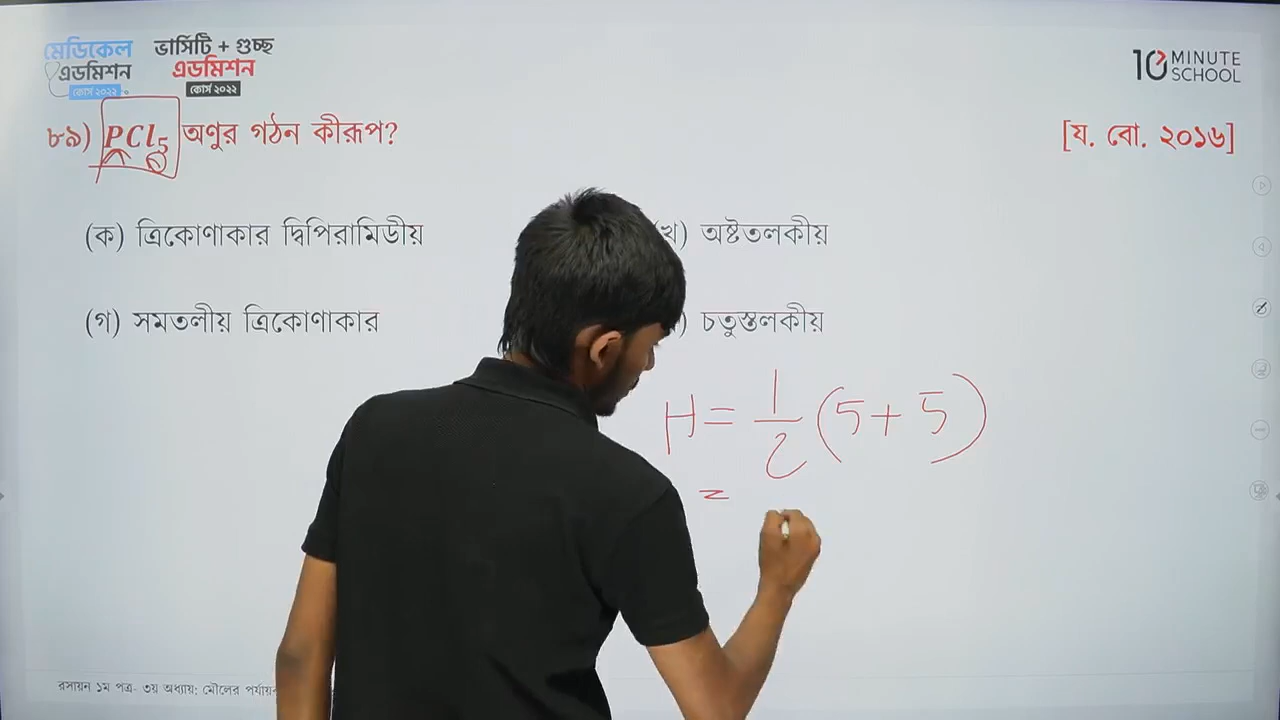 মেডিকেল
এডমিশন
কোর্স ২০২২
ভার্সিটি + গুচ্ছ
এডমিশন
কোর্স ২০২২
10 MINUTE
SCHOOL
৮৯) PCl5 অণুর গঠন কীরূপ?
[য. বো. ২০১৬]
(ক) ত্রিকোণাকার দ্বিপিরামিডীয়
খ) অষ্টতলকীয়
(গ) সমতলীয় ত্রিকোণাকার
) চতুস্তলকীয়
H = 1/2 (5 + 5)
=
রসায়ন ১ম পত্র- ৩য় অধ্যায়: মৌলের